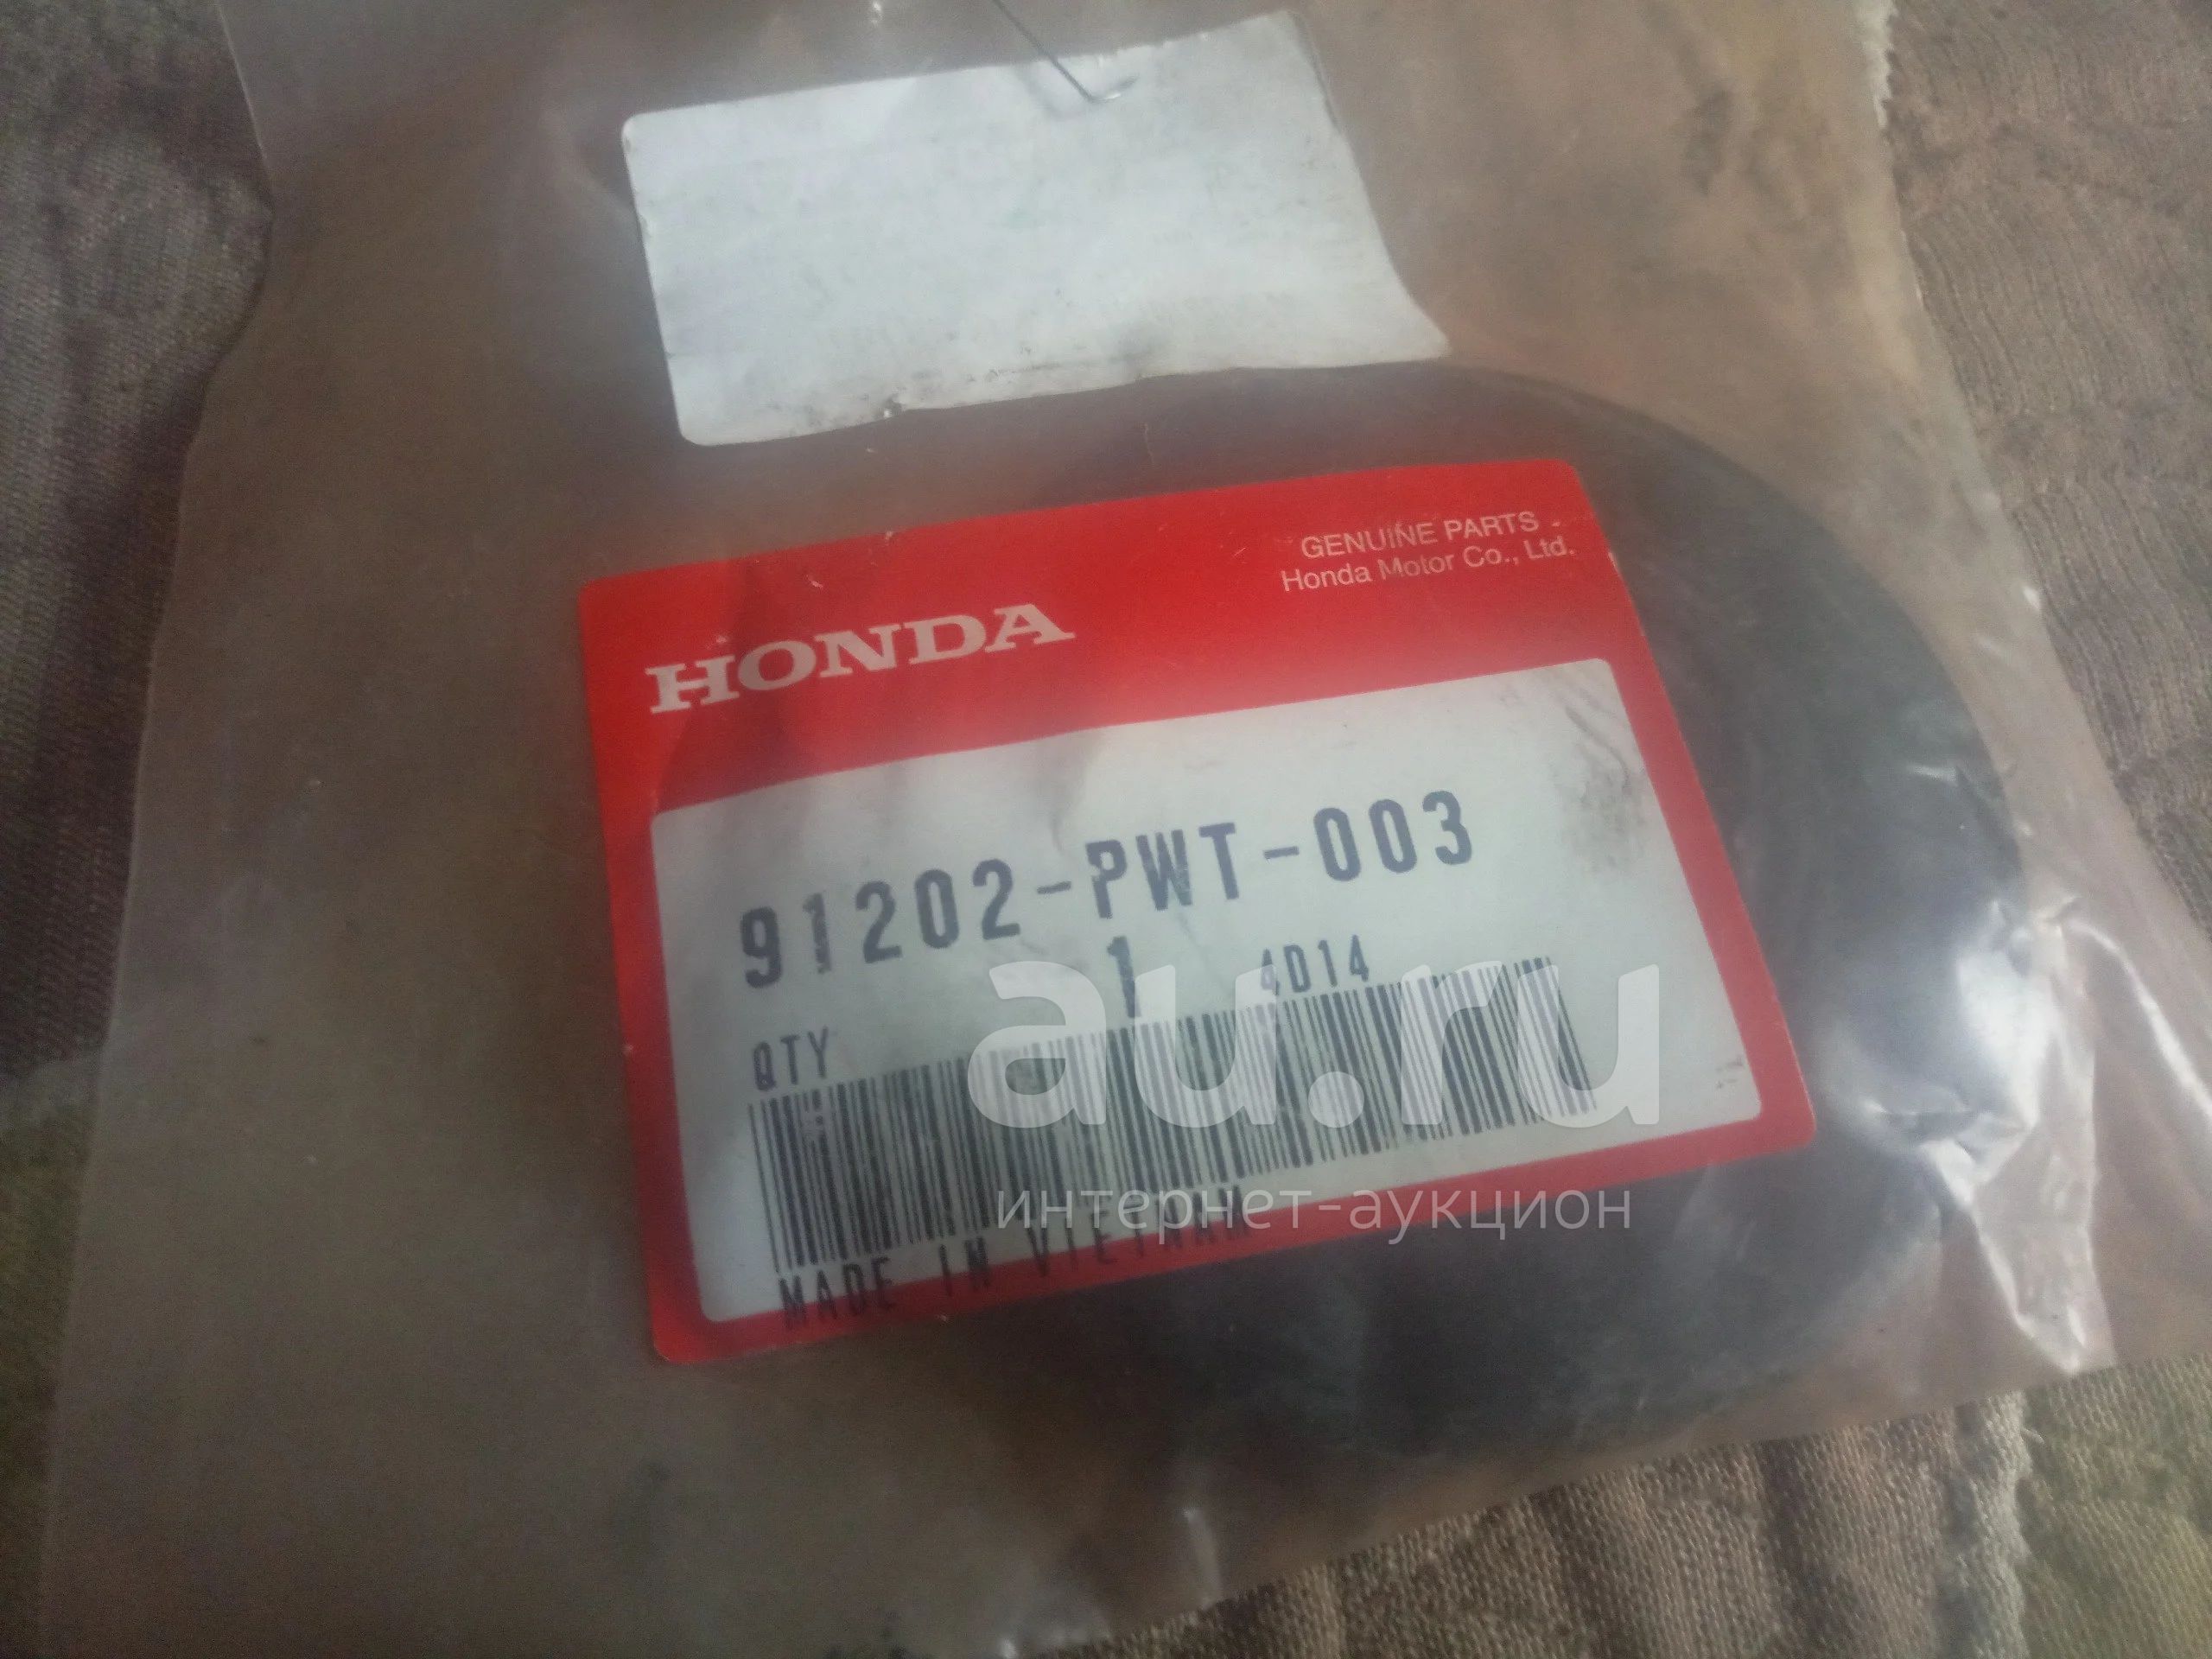 GENUINE PARTS
Honda Motor Co., Ltd.
HONDA
91202-PWT-003
1 4D14
QTY
MADE IN VIETNAM
au.ru
интернет-аукцион